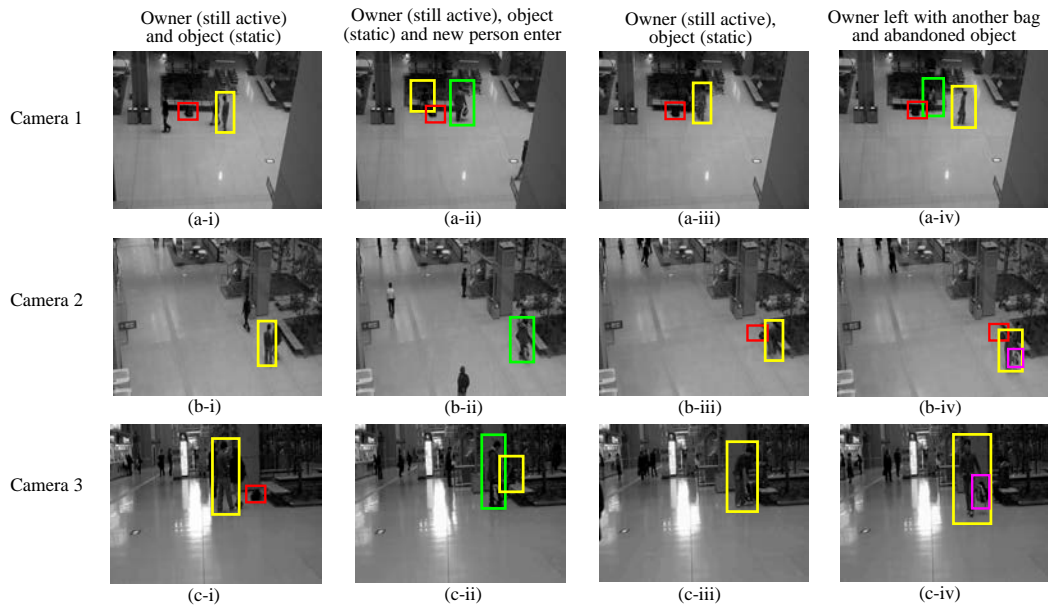 Owner (still active)
and object (static)
Owner (still active), object
(static) and new person enter
Owner (still active),
object (static)
Owner left with another bag
and abandoned object
Camera 1
(a-i)
(a-ii)
(a-iii)
(a-iv)
Camera 2
(b-i)
(b-ii)
(b-iii)
(b-iv)
Camera 3
(c-i)
(c-ii)
(c-iii)
(c-iv)